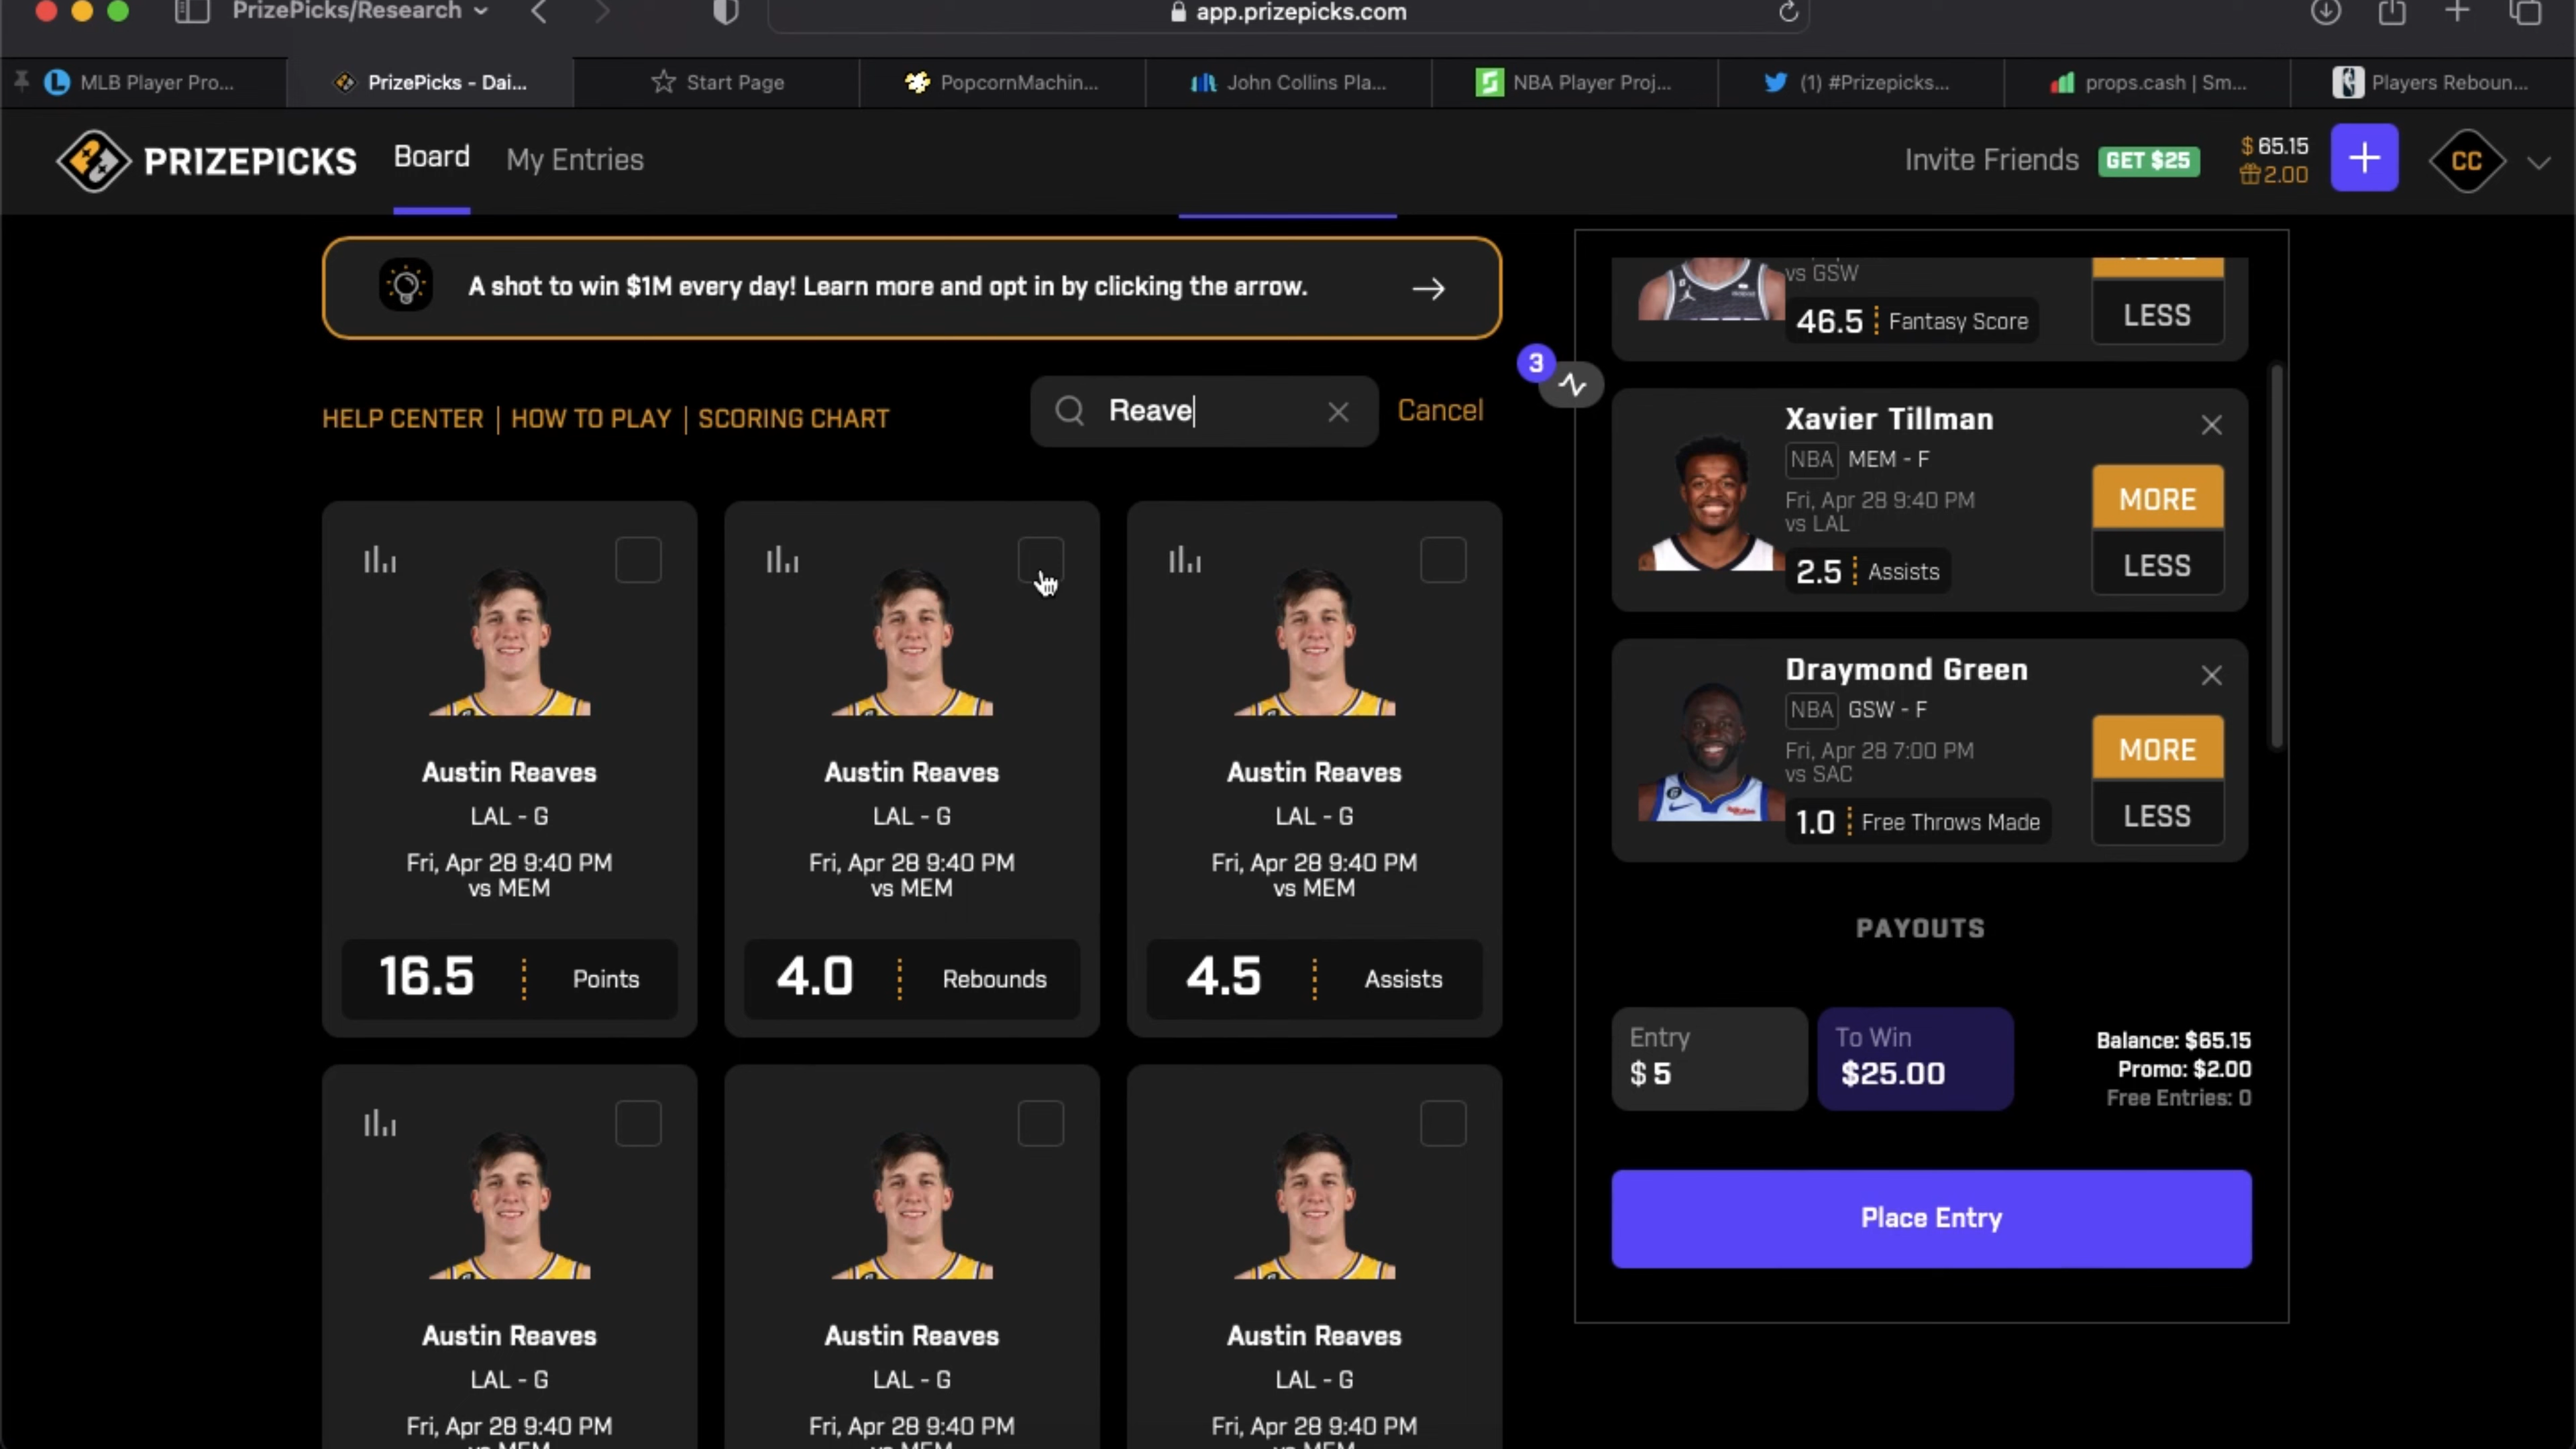 PrizePicks/Research
app.prizepicks.com
MLB Player Pro...
PrizePicks - Dai...
Start Page
PopcornMachin...
John Collins Pla...
NBA Player Proj...
(1) #Prizepicks...
props.cash | Sm...
Players Reboun...
PRIZEPICKS
Board
My Entries
Invite Friends
GET $25
$ 65.15
2.00
CC
A shot to win $1M every day! Learn more and opt in by clicking the arrow.
HELP CENTER | HOW TO PLAY | SCORING CHART
Reave
Cancel
Austin Reaves
LAL - G
Fri, Apr 28 9:40 PM
vs MEM
16.5 Points
Austin Reaves
LAL - G
Fri, Apr 28 9:40 PM
vs MEM
4.0 Rebounds
Austin Reaves
LAL - G
Fri, Apr 28 9:40 PM
vs MEM
4.5 Assists
Austin Reaves
LAL - G
Fri, Apr 28 9:40 PM
vs MEM
Austin Reaves
LAL - G
Fri, Apr 28 9:40 PM
vs MEM
Austin Reaves
LAL - G
Fri, Apr 28 9:40 PM
vs MEM
3
vs GSW
46.5 Fantasy Score
MORE
LESS
Xavier Tillman
NBA MEM - F
Fri, Apr 28 9:40 PM
vs LAL
2.5 Assists
MORE
LESS
Draymond Green
NBA GSW - F
Fri, Apr 28 7:00 PM
vs SAC
1.0 Free Throws Made
MORE
LESS
PAYOUTS
Entry
$ 5
To Win
$25.00
Balance: $65.15
Promo: $2.00
Free Entries: 0
Place Entry